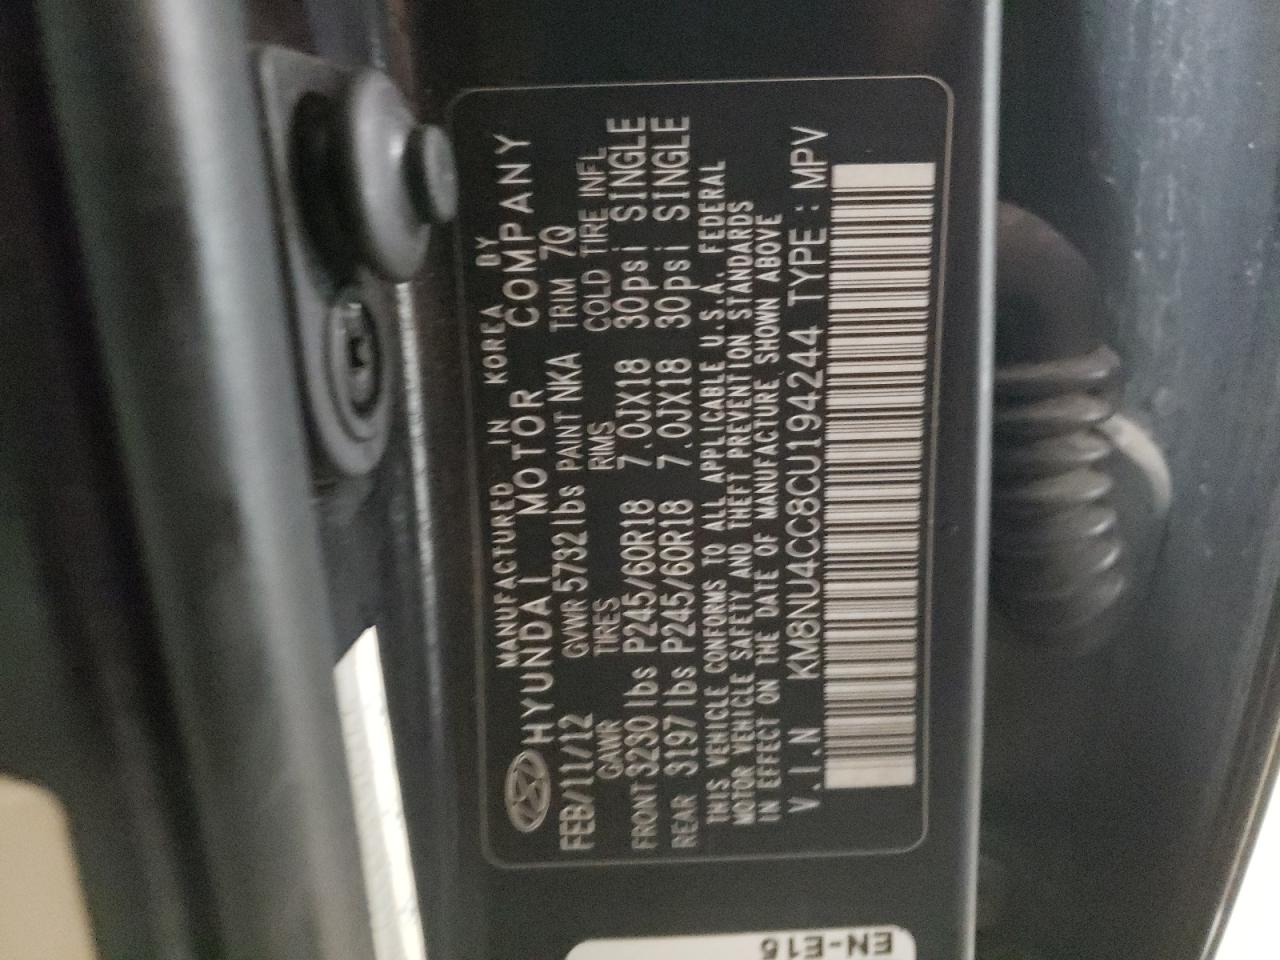 MANUFACTURED IN KOREA BY
HYUNDAI MOTOR COMPANY
FEB/11/12 GVWR 5732lbs PAINT NKA TRIM 7Q
GAWR TIRES RIMS COLD TIRE INFL
FRONT 3230 lbs P245/60R18 7.0JX18 30psi SINGLE
REAR 3197 lbs P245/60R18 7.0JX18 30psi SINGLE
THIS VEHICLE CONFORMS TO ALL APPLICABLE U.S.A. FEDERAL
MOTOR VEHICLE SAFETY AND THEFT PREVENTION STANDARDS
IN EFFECT ON THE DATE OF MANUFACTURE SHOWN ABOVE
V.I.N KM8NU4CC8CU194244 TYPE : MPV
EN-E16